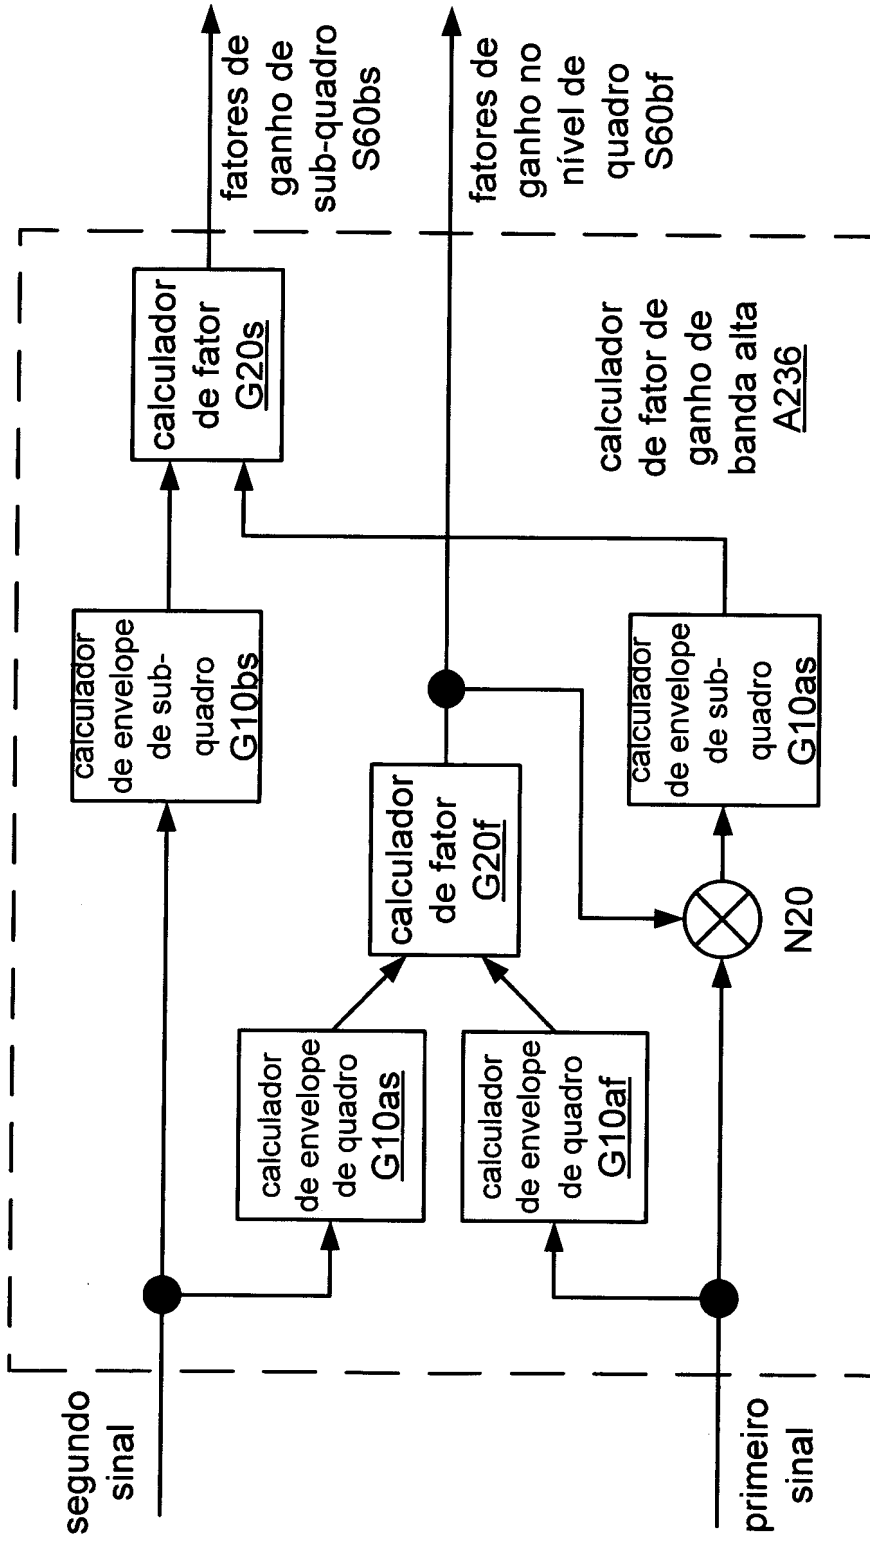 segundo
sinal
primeiro
sinal
calculador
de envelope
de quadro
G10as
calculador
de envelope
de quadro
G10af
calculador
de envelope
de sub-
quadro
G10bs
calculador
de fator
G20f
N20
calculador
de envelope
de sub-
quadro
G10as
calculador
de fator
G20s
calculador
de fator de
ganho de
banda alta
A236
fatores de
ganho de
sub-quadro
S60bs
fatores de
ganho no
nível de
quadro
S60bf